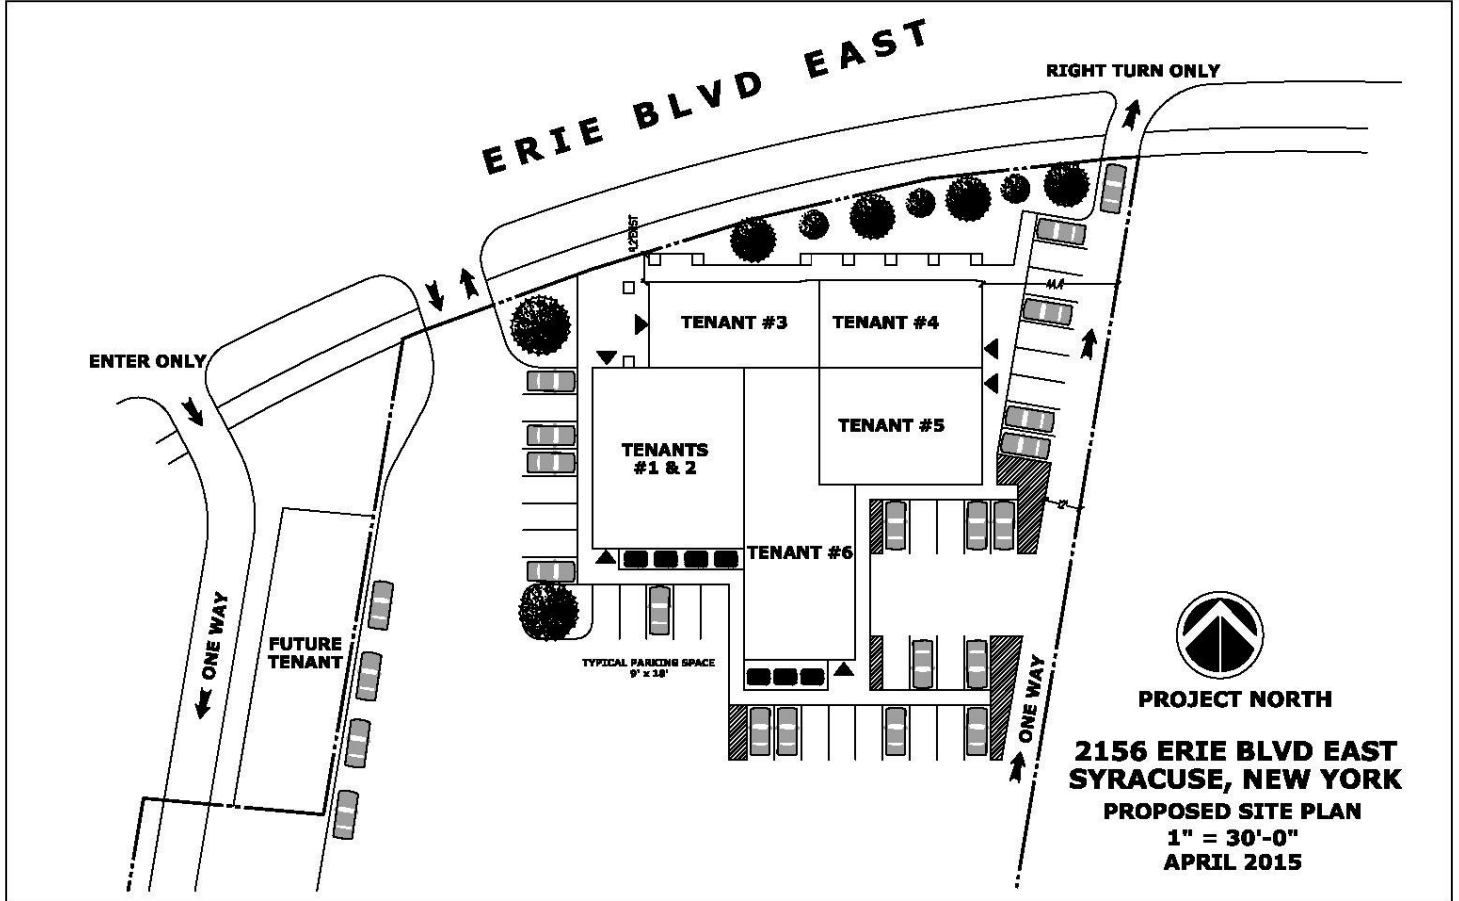 ERIE BLVD EAST
RIGHT TURN ONLY
ENTER ONLY
TENANT #3
TENANT #4
TENANTS
#1 & 2
TENANT #5
TENANT #6
ONE WAY
FUTURE
TENANT
TYPICAL PARKING SPACE
9' x 18'
ONE WAY
PROJECT NORTH
2156 ERIE BLVD EAST
SYRACUSE, NEW YORK
PROPOSED SITE PLAN
1" = 30'-0"
APRIL 2015